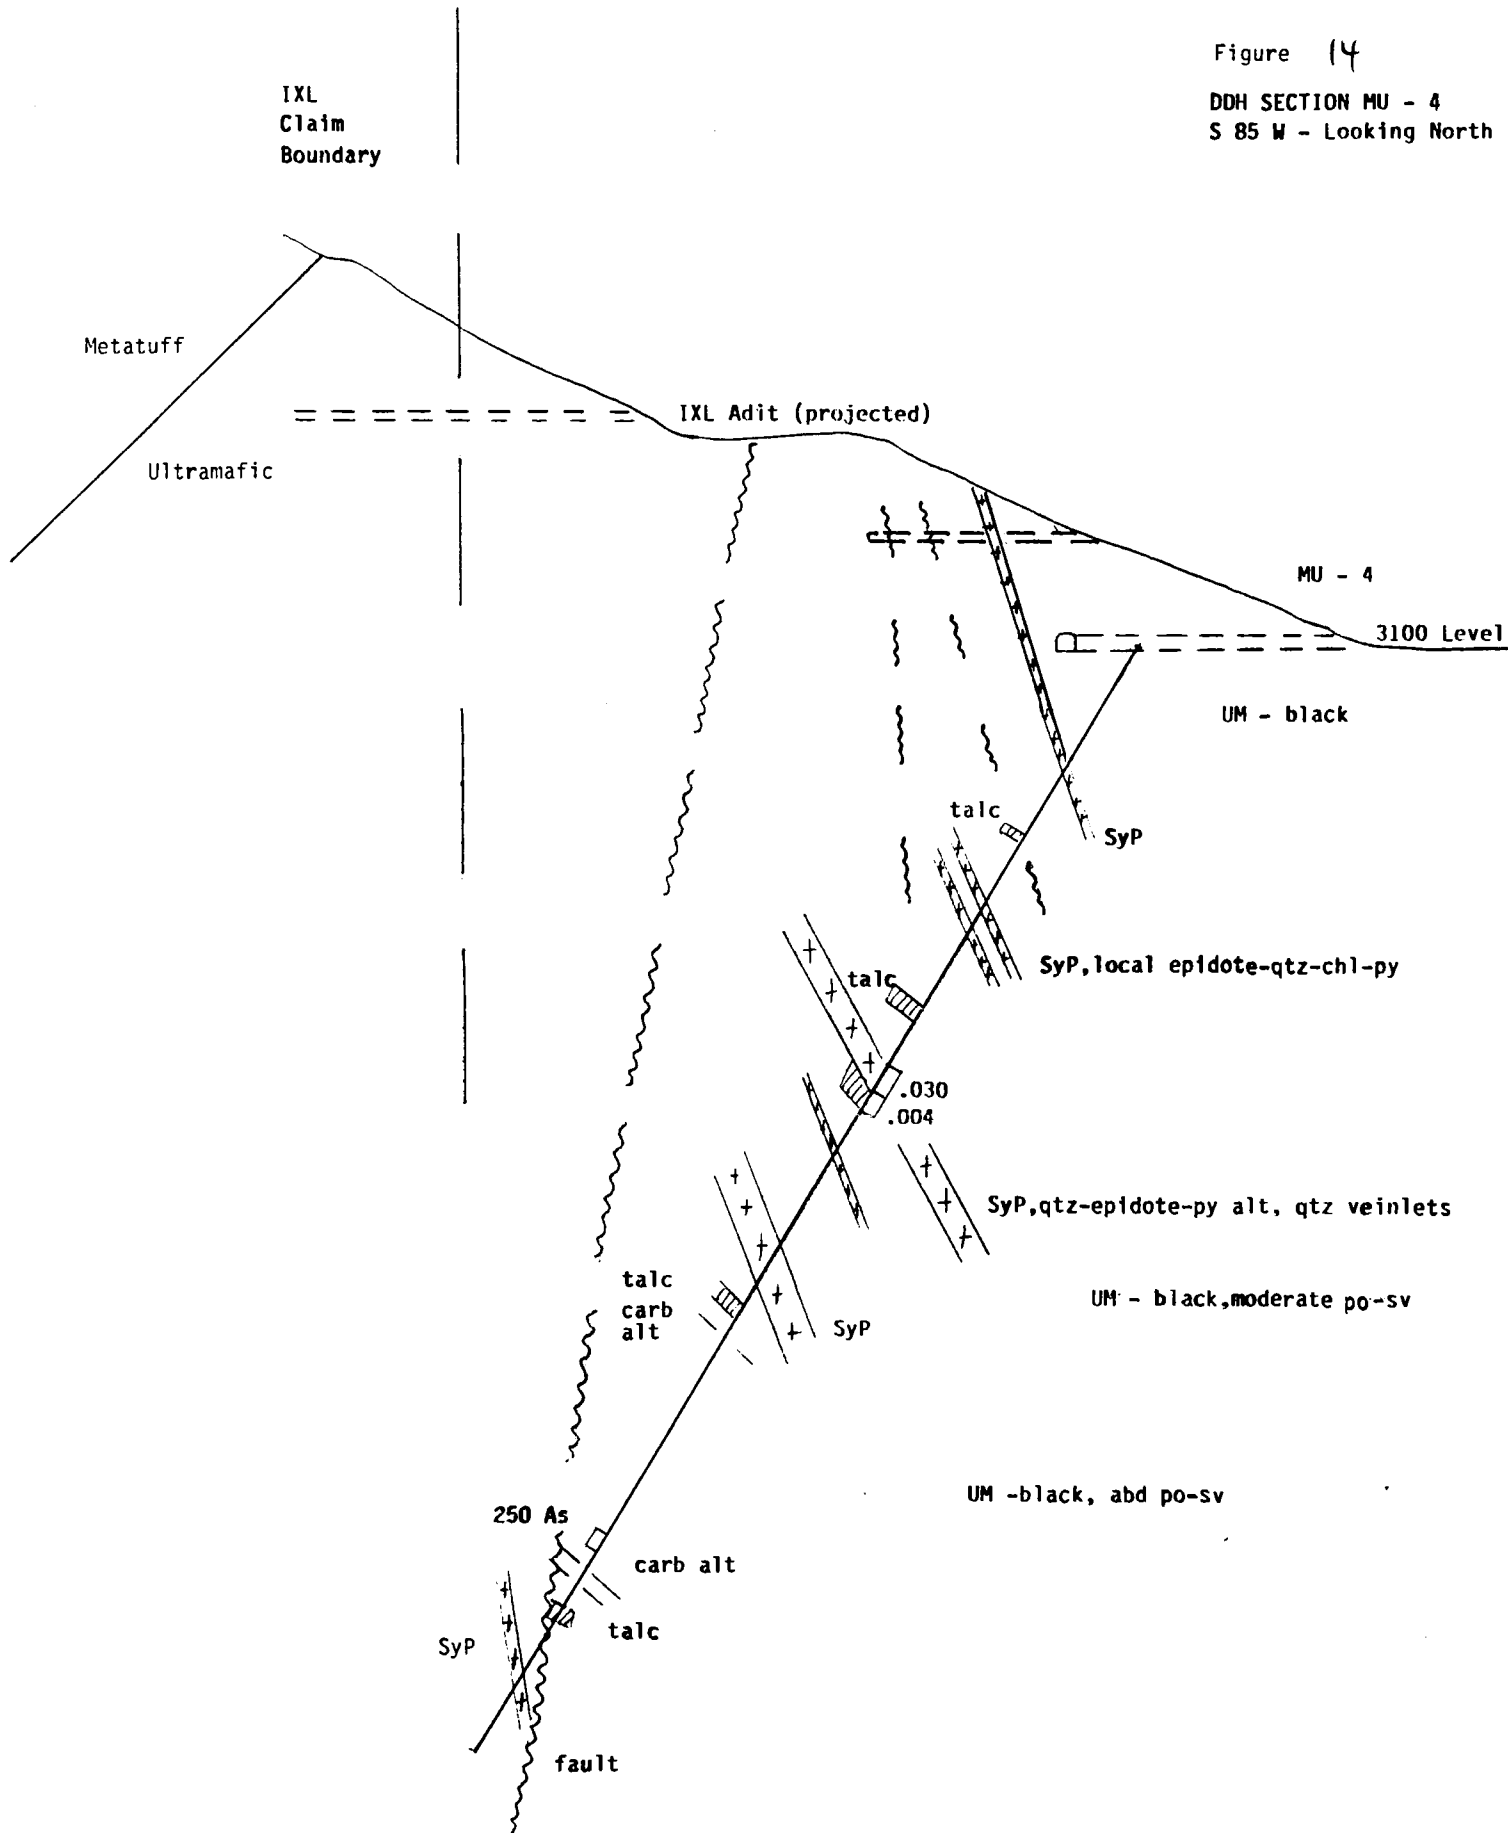 Figure 14
DDH SECTION MU - 4
S 85 W - Looking North
IXL
Claim
Boundary
Metatuff
IXL Adit (projected)
Ultramafic
MU - 4
3100 Level
UM - black
talc
SyP
SyP,local epidote-qtz-chl-py
talc
.030
.004
SyP,qtz-epidote-py alt, qtz veinlets
talc
carb
alt
UM - black,moderate po-sv
SyP
UM -black, abd po-sv
250 As
carb alt
talc
SyP
fault